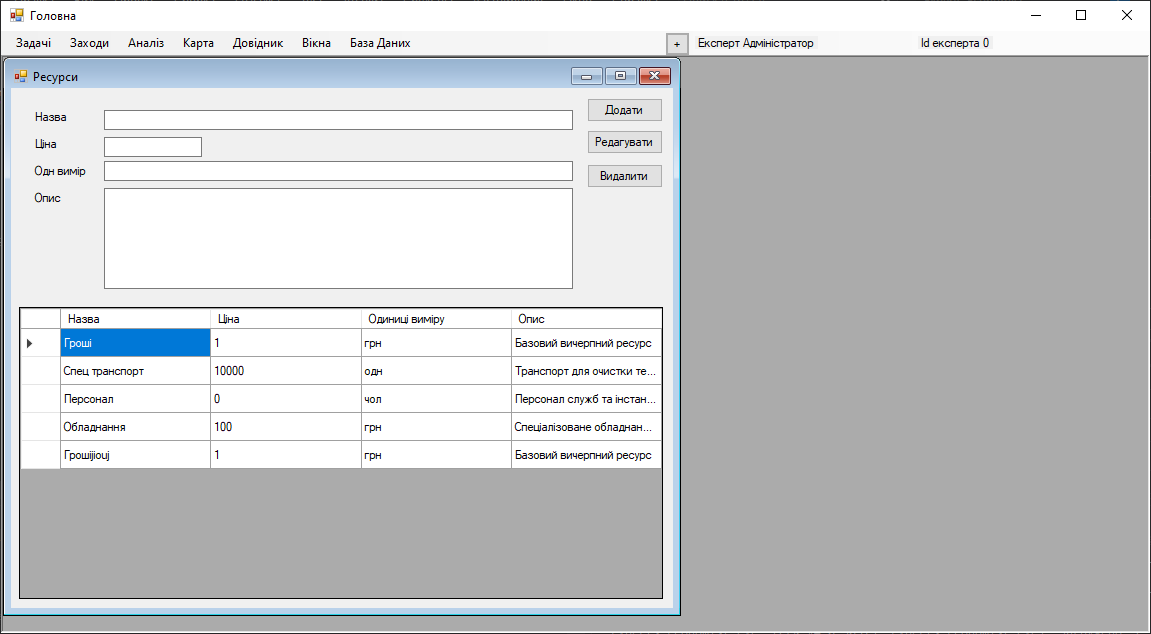 Головна
Задачі Заходи Аналіз Карта Довідник Вікна База Даних + Експерт Адміністратор Id експерта 0
Ресурси
Назва Додати
Ціна Редагувати
Одн вимір Видалити
Опис
Назва Ціна Одиниці виміру Опис
Гроші 1 грн Базовий вичерпний ресурс
Спец транспорт 10000 одн Транспорт для очистки те...
Персонал 0 чол Персонал служб та інстан...
Обладнання 100 грн Спеціалізоване обладнан...
Грошіjiouj 1 грн Базовий вичерпний ресурс